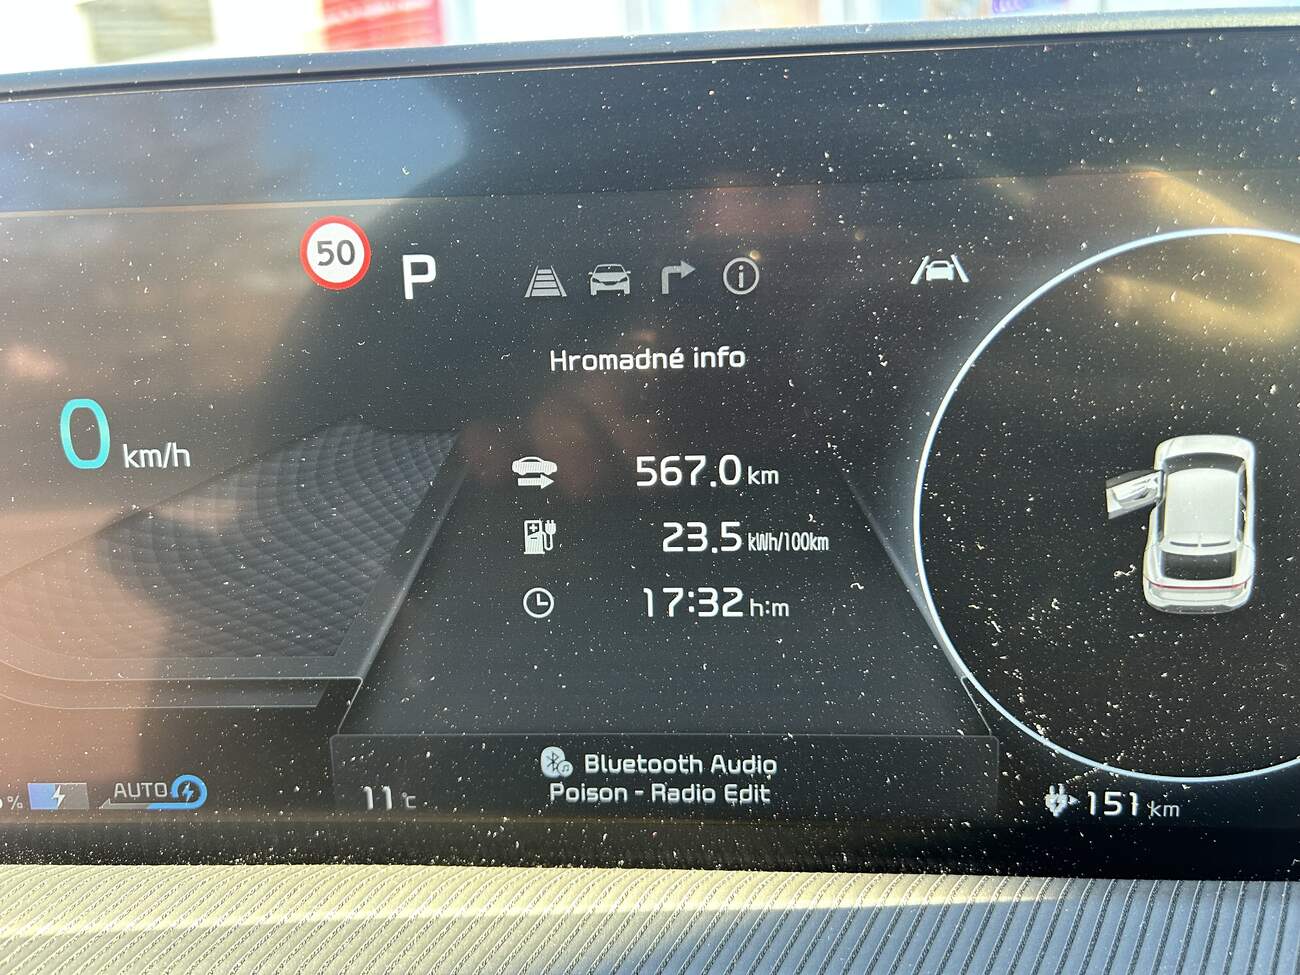 50
P
Hromadné info
0 km/h
567.0 km
23.5 kWh/100km
17:32 h:m
Bluetooth Audio
Poison - Radio Edit
%
AUTO
11 °C
151 km